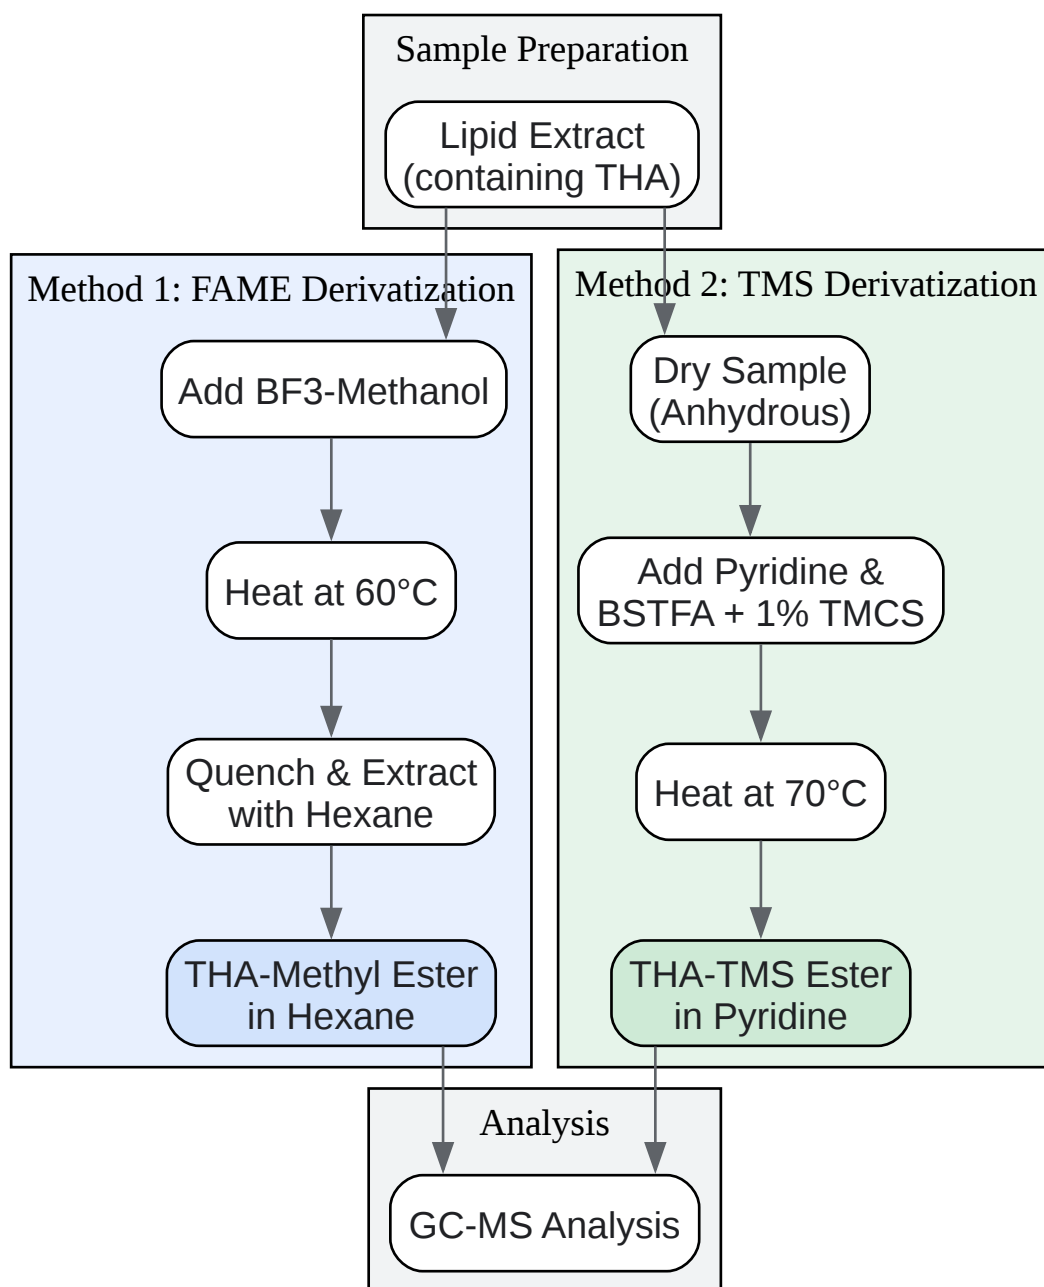 Sample Preparation
Lipid Extract
(containing THA)
Method 1: FAME Derivatization
Add BF3-Methanol
Heat at 60°C
Quench & Extract
with Hexane
THA-Methyl Ester
in Hexane
Method 2: TMS Derivatization
Dry Sample
(Anhydrous)
Add Pyridine &
BSTFA + 1% TMCS
Heat at 70°C
THA-TMS Ester
in Pyridine
Analysis
GC-MS Analysis